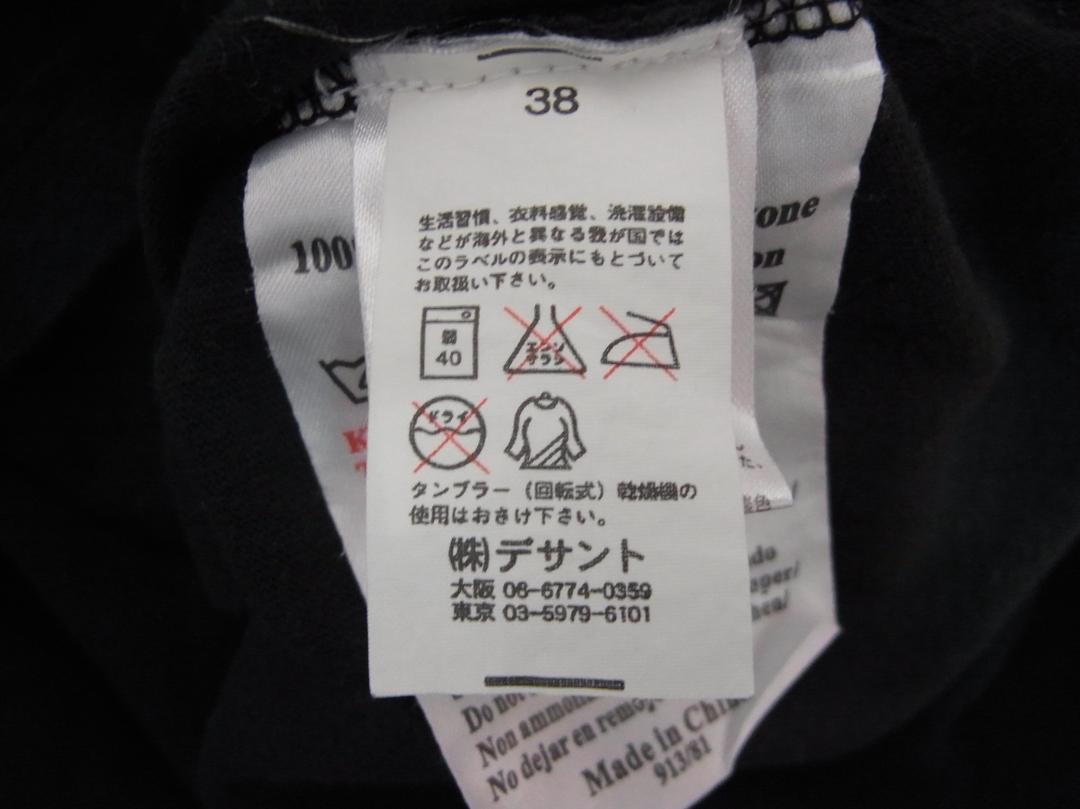 38
生活習慣、衣料感覚、洗濯設備
などが海外と異なる我が国では
このラベルの表示にもとづいて
お取扱い下さい。
弱
40
エンソ
サラシ
ドライ
タンブラー(回転式)乾燥機の
使用はおさけ下さい。
㈱デサント
大阪 06-6774-0359
東京 03-5979-6101
100
on
Do not
Non
No dejar en
Made in
913/81